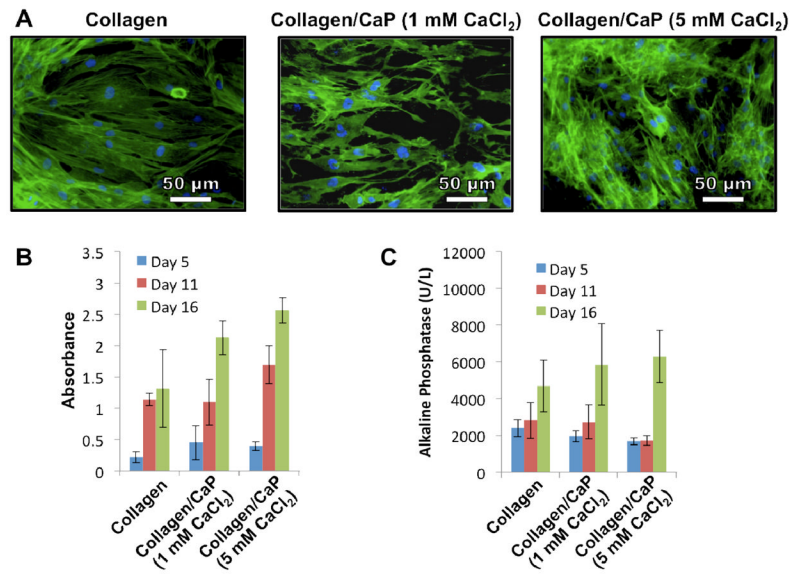 A
Collagen
Collagen/CaP (1 mM CaCl₂)
Collagen/CaP (5 mM CaCl₂)
50 μm
50 μm
50 μm
B
Absorbance
3.5
3
2.5
2
1.5
1
0.5
0
Day 5
Day 11
Day 16
Collagen
Collagen/CaP
(1 mM CaCl₂)
Collagen/CaP
(5 mM CaCl₂)
C
Alkaline Phosphatase (U/L)
12000
10000
8000
6000
4000
2000
0
Day 5
Day 11
Day 16
Collagen
Collagen/CaP
(1 mM CaCl₂)
Collagen/CaP
(5 mM CaCl₂)